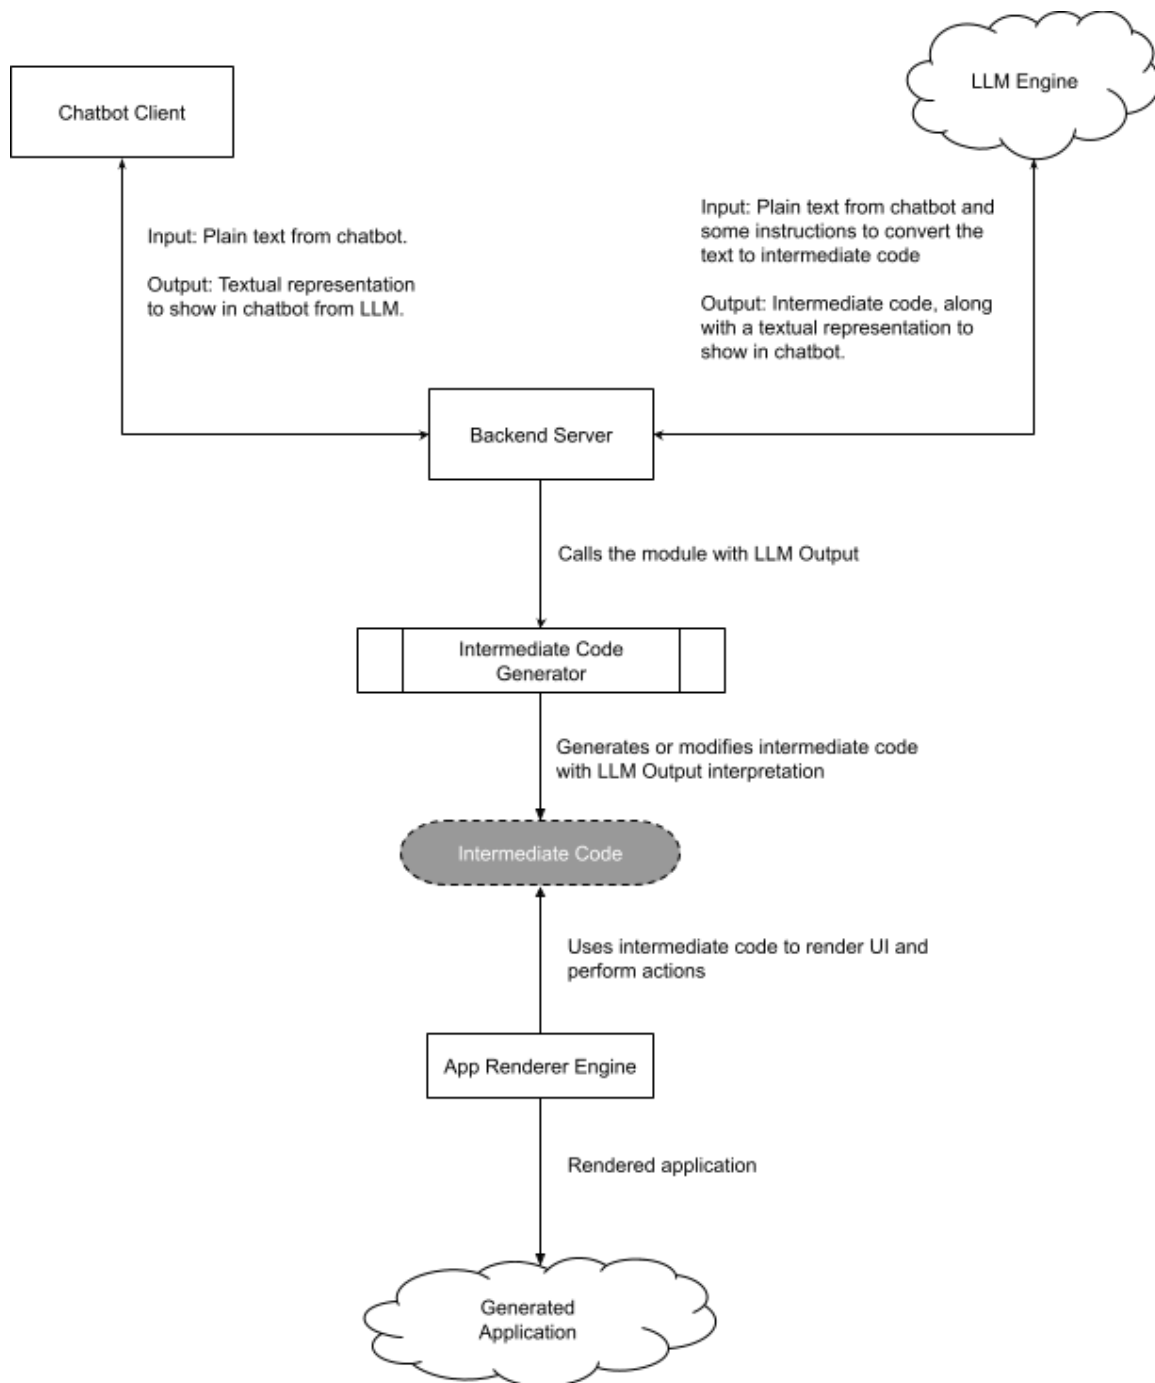 LLM Engine
Chatbot Client
Input: Plain text from chatbot.
Output: Textual representation
to show in chatbot from LLM.
Input: Plain text from chatbot and
some instructions to convert the
text to intermediate code
Output: Intermediate code, along
with a textual representation to
show in chatbot.
Backend Server
Calls the module with LLM Output
Intermediate Code
Generator
Generates or modifies intermediate code
with LLM Output interpretation
Intermediate Code
Uses intermediate code to render UI and
perform actions
App Renderer Engine
Rendered application
Generated
Application